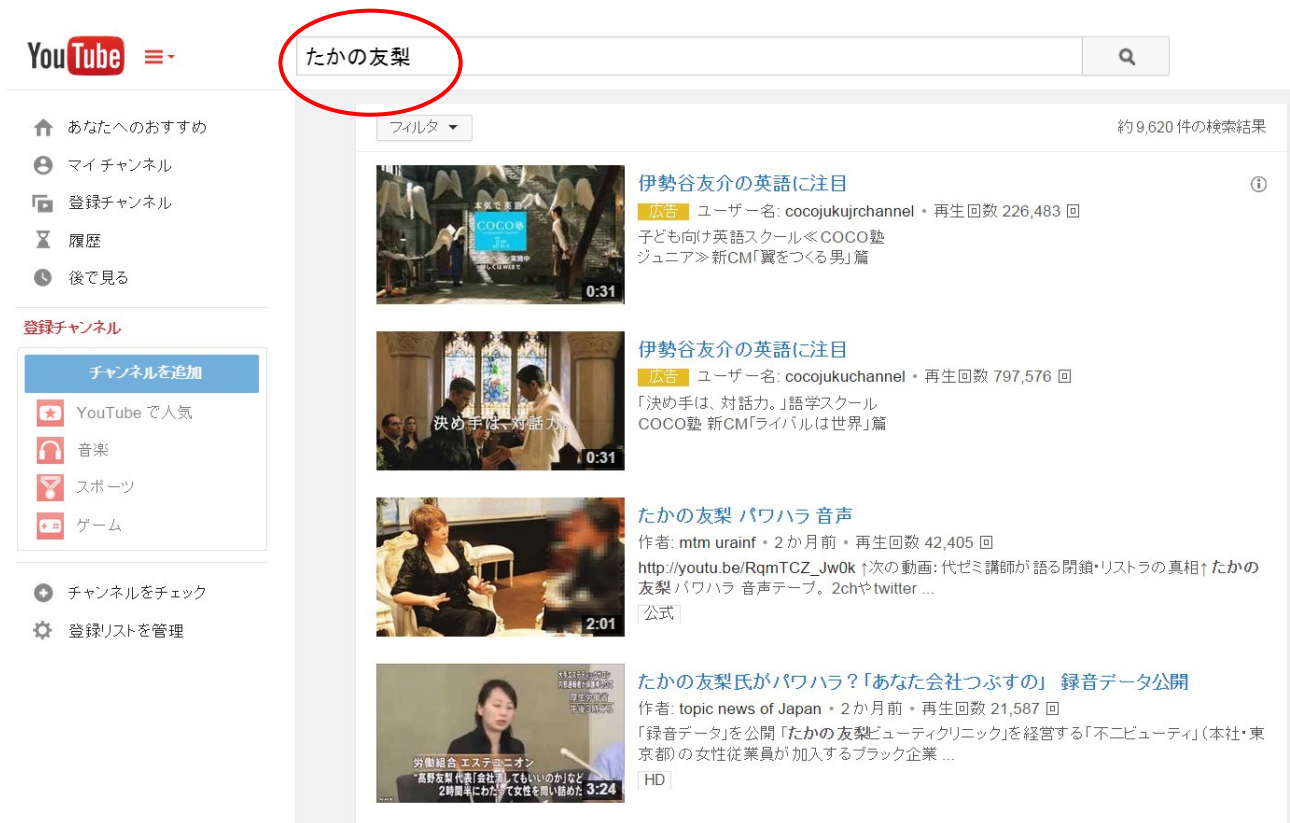 YouTube
たかの友梨
あなたへのおすすめ
マイ チャンネル
登録チャンネル
履歴
後で見る
登録チャンネル
チャンネルを追加
YouTube で人気
音楽
スポーツ
ゲーム
チャンネルをチェック
登録リストを管理
フィルタ
約 9,620 件の検索結果
本気で英語
COCO塾
Jr.
0:31
伊勢谷友介の英語に注目
広告 ユーザー名: cocojukujrchannel • 再生回数 226,483 回
子ども向け英語スクール≪COCO塾
ジュニア≫新CM「翼をつくる男」篇
決め手は、対話力。
0:31
伊勢谷友介の英語に注目
広告 ユーザー名: cocojukuchannel • 再生回数 797,576 回
「決め手は、対話力。」語学スクール
COCO塾 新CM「ライバルは世界」篇
2:01
たかの友梨 パワハラ 音声
作者: mtm urainf • 2 か月前 • 再生回数 42,405 回
http://youtu.be/RqmTCZ_Jw0k ↑次の動画：代ゼミ講師が語る閉鎖・リストラの真相↑ たかの
友梨 パワハラ 音声テープ。 2chやtwitter ...
公式
厚生労働省
労働組合 エステユニオン
“高野友梨 代表「会社潰してもいいのか」など
2時間半にわたって女性を問い詰めた
3:24
たかの友梨氏がパワハラ？「あなた会社つぶすの」 録音データ公開
作者: topic news of Japan • 2 か月前 • 再生回数 21,587 回
「録音データ」を公開 「たかの友梨ビューティクリニック」を経営する「不二ビューティ」（本社・東
京都）の女性従業員が加入するブラック企業 ...
HD